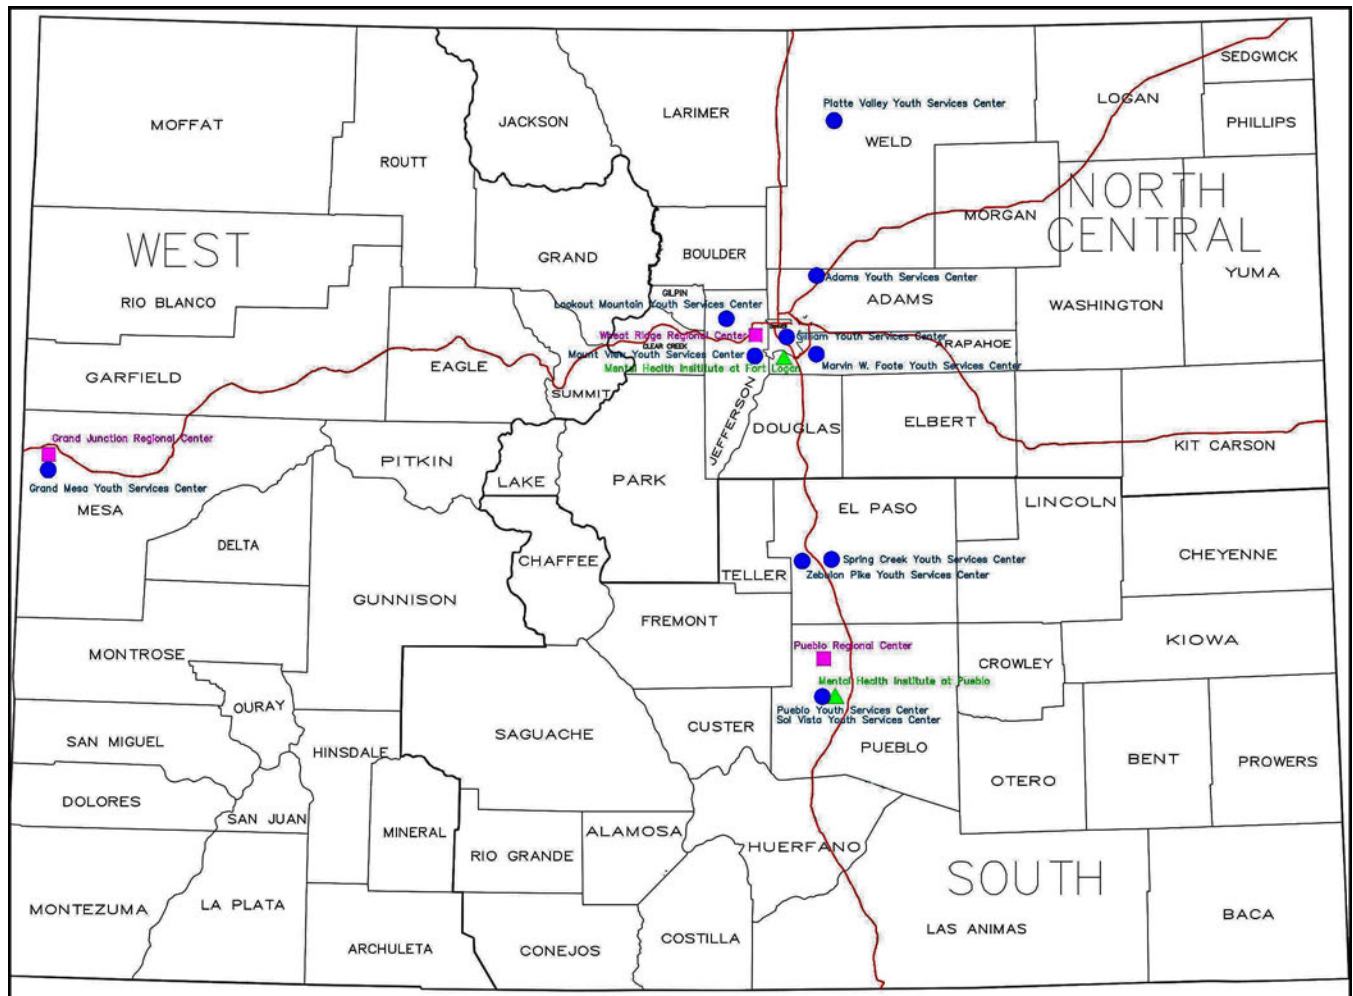 SEDGWICK
LOGAN
Platte Valley Youth Services Center
LARIMER
JACKSON
PHILLIPS
MOFFAT
WELD
ROUTT
NORTH
CENTRAL
MORGAN
WEST
BOULDER
GRAND
YUMA
Adams Youth Services Center
GILPIN
ADAMS
RIO BLANCO
Lookout Mountain Youth Services Center
WASHINGTON
Wheat Ridge Regional Center
Gilliam Youth Services Center
CLEAR CREEK
ARAPAHOE
Mount View Youth Services Center
Marvin W. Foote Youth Services Center
Mental Health Insititute at Fort Logan
EAGLE
GARFIELD
SUMMIT
JEFFERSON
DOUGLAS
ELBERT
Grand Junction Regional Center
KIT CARSON
PITKIN
LAKE
PARK
Grand Mesa Youth Services Center
MESA
EL PASO
LINCOLN
DELTA
CHAFFEE
CHEYENNE
Spring Creek Youth Services Center
TELLER
Zebulon Pike Youth Services Center
GUNNISON
FREMONT
KIOWA
Pueblo Regional Center
MONTROSE
CROWLEY
Mental Health Institute at Pueblo
OURAY
Pueblo Youth Services Center
Sol Vista Youth Services Center
CUSTER
SAGUACHE
SAN MIGUEL
HINSDALE
PUEBLO
BENT
PROWERS
OTERO
DOLORES
SAN JUAN
MINERAL
ALAMOSA
HUERFANO
RIO GRANDE
SOUTH
MONTEZUMA
LA PLATA
BACA
LAS ANIMAS
COSTILLA
ARCHULETA
CONEJOS